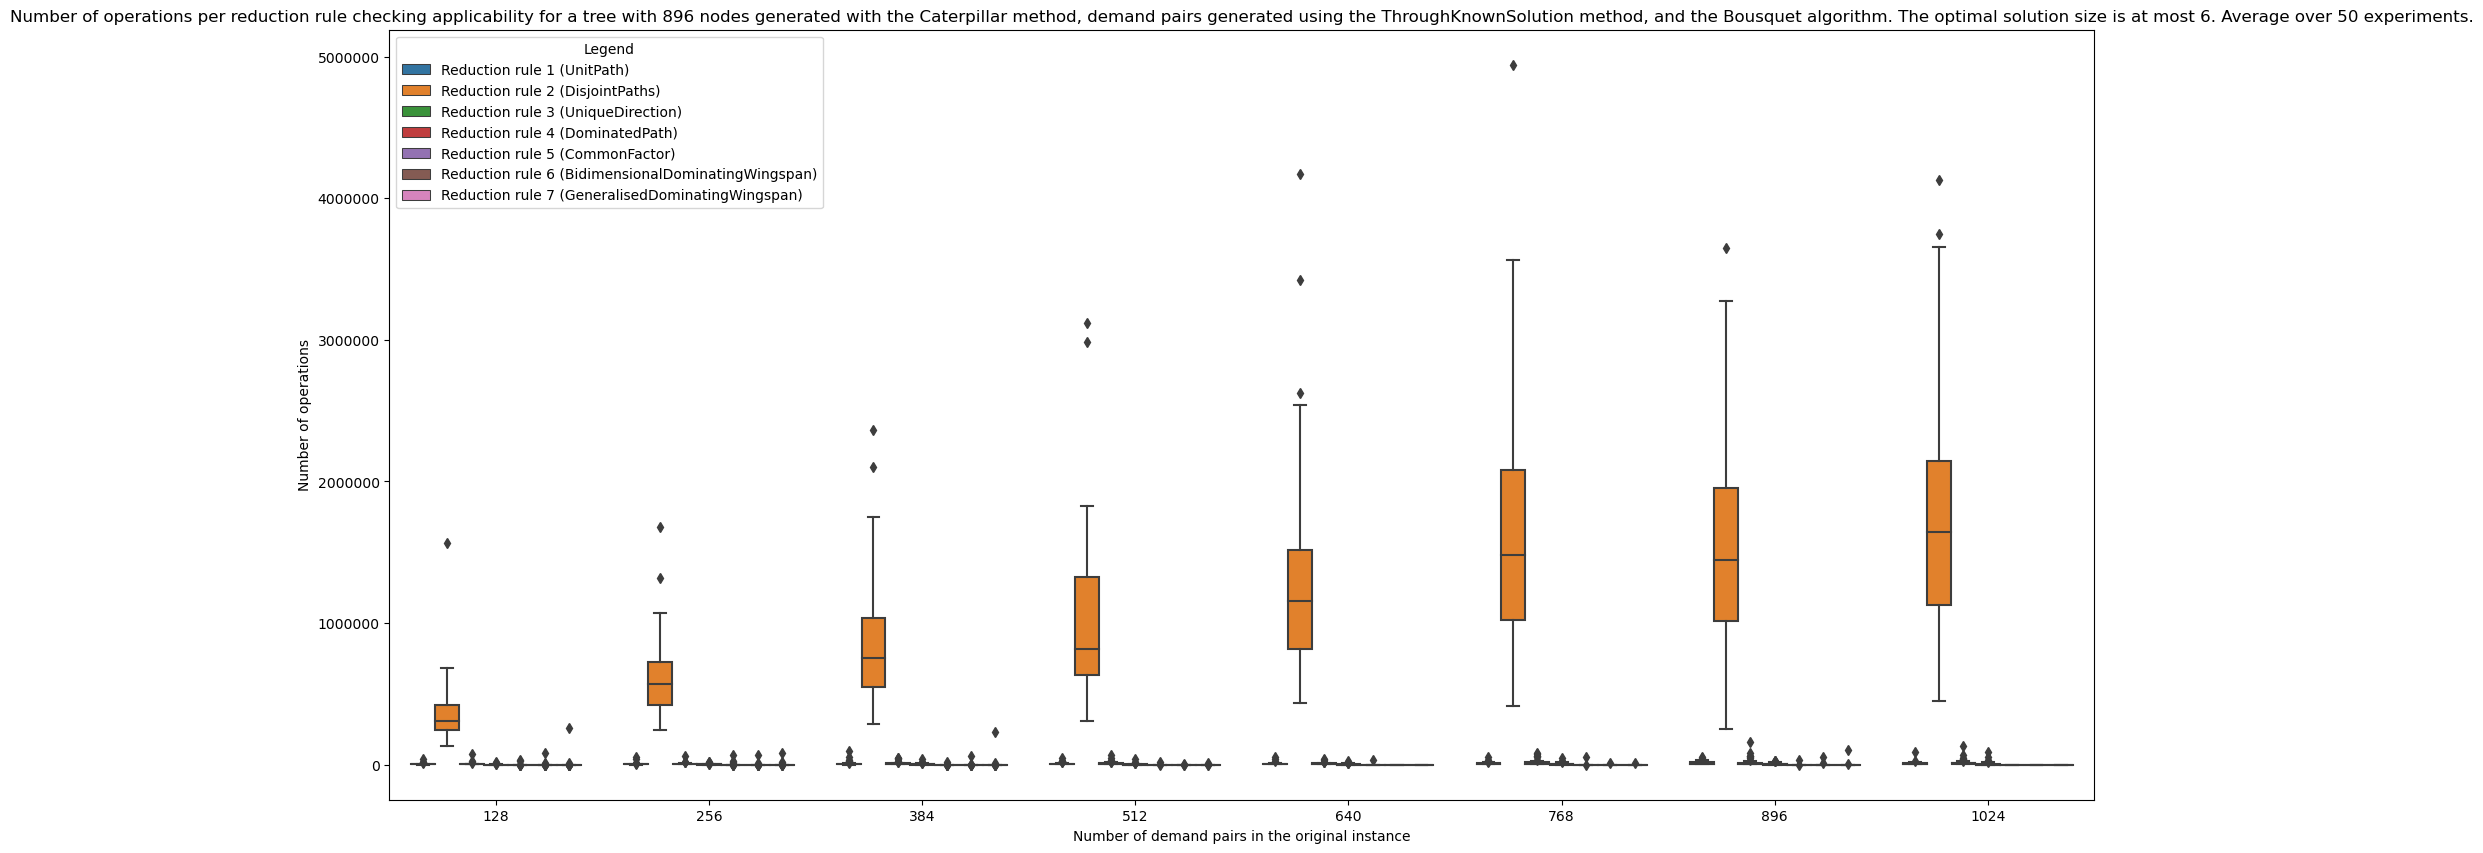 Number of operations per reduction rule checking applicability for a tree with 896 nodes generated with the Caterpillar method, demand pairs generated using the ThroughKnownSolution method, and the Bousquet algorithm. The optimal solution size is at most 6. Average over 50 experiments.
Legend
Reduction rule 1 (UnitPath)
Reduction rule 2 (DisjointPaths)
Reduction rule 3 (UniqueDirection)
Reduction rule 4 (DominatedPath)
Reduction rule 5 (CommonFactor)
Reduction rule 6 (BidimensionalDominatingWingspan)
Reduction rule 7 (GeneralisedDominatingWingspan)
Number of operations
5000000
4000000
3000000
2000000
1000000
0
128 256 384 512 640 768 896 1024
Number of demand pairs in the original instance